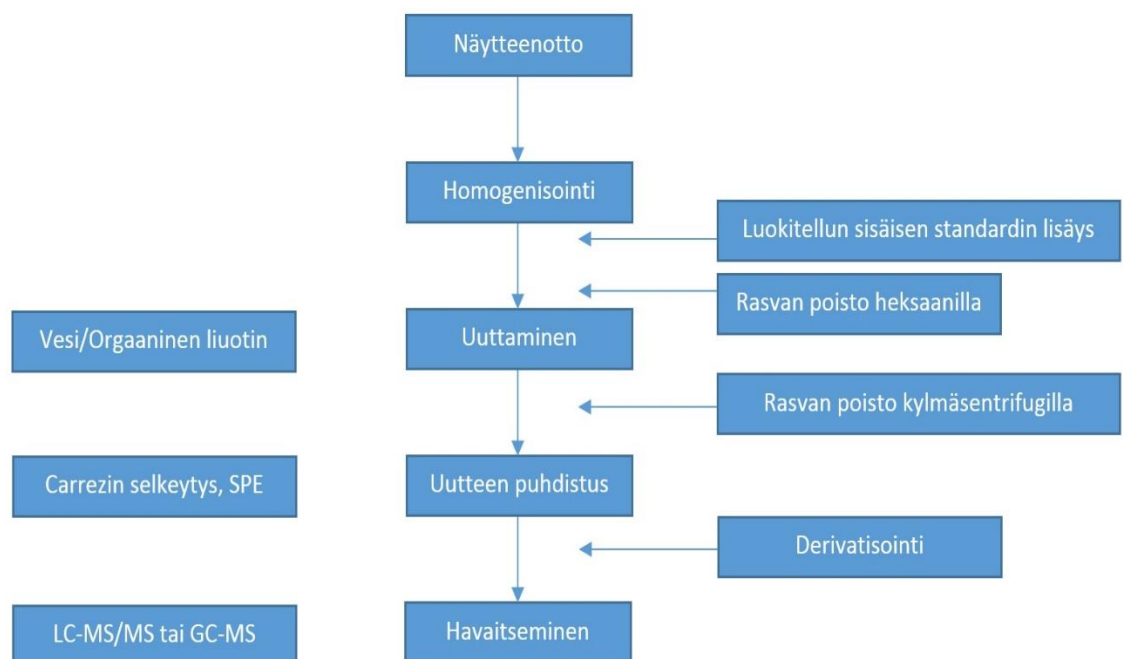 Näytteenotto
Homogenisointi
Luokitellun sisäisen standardin lisäys
Rasvan poisto heksaanilla
Vesi/Orgaaninen liuotin
Uuttaminen
Rasvan poisto kylmäsentrifugilla
Carrezin selkeytys, SPE
Uutteen puhdistus
Derivatisointi
LC-MS/MS tai GC-MS
Havaitseminen